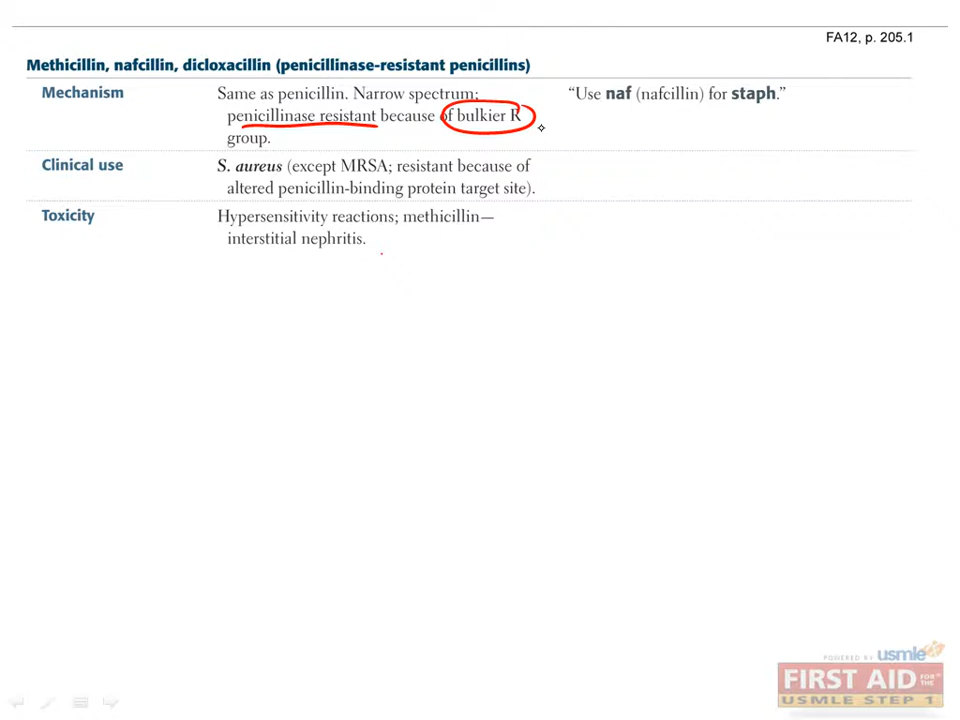 FA12, p. 205.1
Methicillin, nafcillin, dicloxacillin (penicillinase-resistant penicillins)
Mechanism
Same as penicillin. Narrow spectrum;
penicillinase resistant because of bulkier R
group.
“Use naf (nafcillin) for staph.”
Clinical use
S. aureus (except MRSA; resistant because of
altered penicillin-binding protein target site).
Toxicity
Hypersensitivity reactions; methicillin—
interstitial nephritis.
POWERED BY usmle
FIRST AID FOR THE
USMLE STEP 1